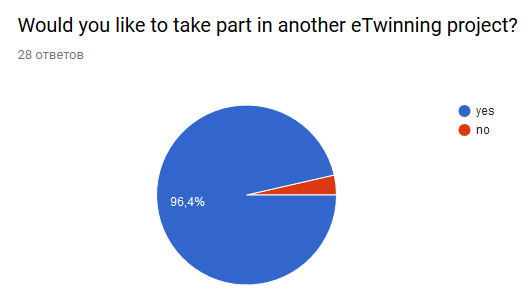 Would you like to take part in another eTwinning project?
28 ответов
yes
no
96,4%